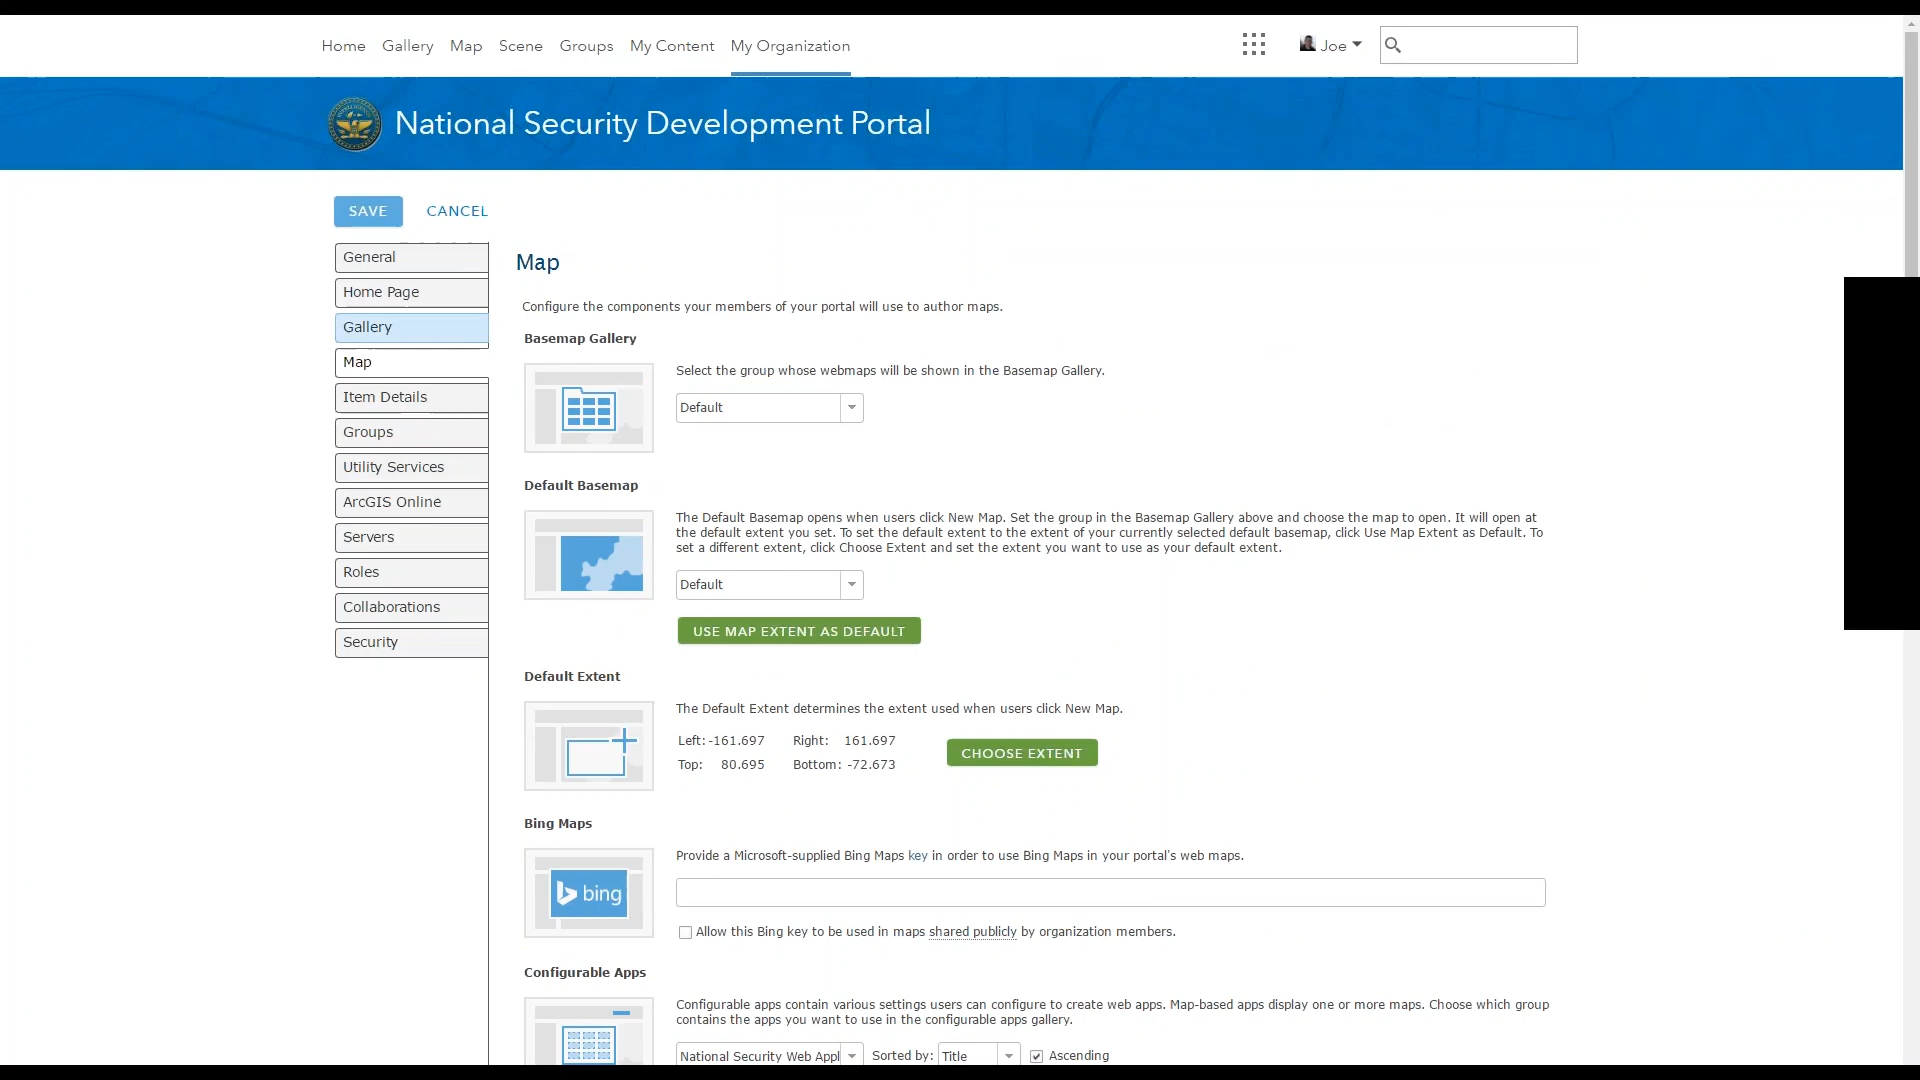 Home Gallery Map Scene Groups My Content My Organization Joe
National Security Development Portal
SAVE CANCEL
General
Home Page
Gallery
Map
Item Details
Groups
Utility Services
ArcGIS Online
Servers
Roles
Collaborations
Security
Map
Configure the components your members of your portal will use to author maps.
Basemap Gallery
Select the group whose webmaps will be shown in the Basemap Gallery.
Default
Default Basemap
The Default Basemap opens when users click New Map. Set the group in the Basemap Gallery above and choose the map to open. It will open at
the default extent you set. To set the default extent to the extent of your currently selected default basemap, click Use Map Extent as Default. To
set a different extent, click Choose Extent and set the extent you want to use as your default extent.
Default
USE MAP EXTENT AS DEFAULT
Default Extent
The Default Extent determines the extent used when users click New Map.
Left: -161.697 Right: 161.697
Top: 80.695 Bottom: -72.673
CHOOSE EXTENT
Bing Maps
bing
Provide a Microsoft-supplied Bing Maps key in order to use Bing Maps in your portal's web maps.
Allow this Bing key to be used in maps shared publicly by organization members.
Configurable Apps
Configurable apps contain various settings users can configure to create web apps. Map-based apps display one or more maps. Choose which group
contains the apps you want to use in the configurable apps gallery.
National Security Web Appl Sorted by: Title Ascending